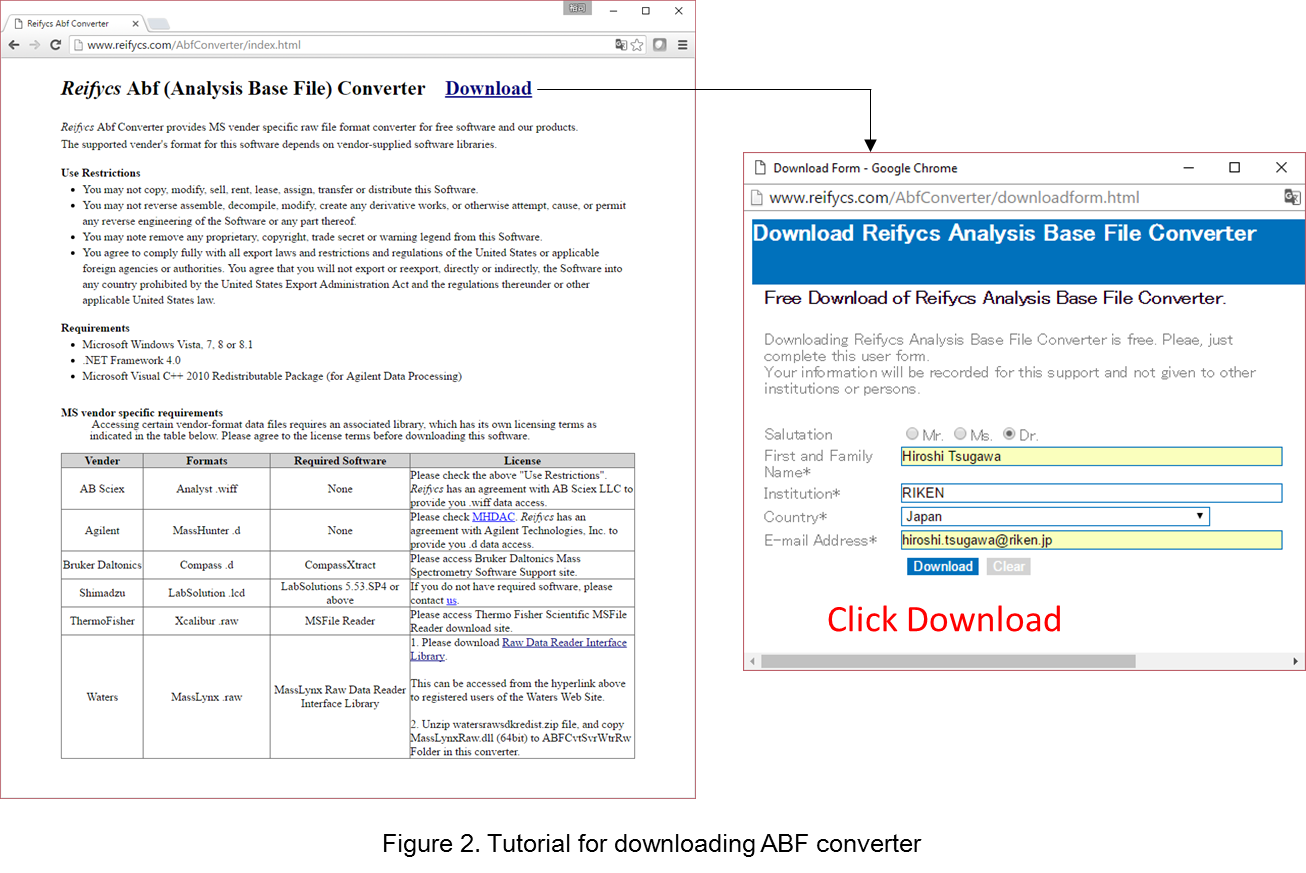 Reifycs Abf Converter
www.reifycs.com/AbfConverter/index.html
Reifycs Abf (Analysis Base File) Converter Download
Reifycs Abf Converter provides MS vender specific raw file format converter for free software and our products.
The supported vender's format for this software depends on vendor-supplied software libraries.
Use Restrictions
• You may not copy, modify, sell, rent, lease, assign, transfer or distribute this Software.
• You may not reverse assemble, decompile, modify, create any derivative works, or otherwise attempt, cause, or permit
any reverse engineering of the Software or any part thereof.
• You may note remove any proprietary, copyright, trade secret or warning legend from this Software.
• You agree to comply fully with all export laws and restrictions and regulations of the United States or applicable
foreign agencies or authorities. You agree that you will not export or reexport, directly or indirectly, the Software into
any country prohibited by the United States Export Administration Act and the regulations thereunder or other
applicable United States law.
Requirements
• Microsoft Windows Vista, 7, 8 or 8.1
• .NET Framework 4.0
• Microsoft Visual C++ 2010 Redistributable Package (for Agilent Data Processing)
MS vendor specific requirements
Accessing certain vendor-format data files requires an associated library, which has its own licensing terms as
indicated in the table below. Please agree to the license terms before downloading this software.
Vender Formats Required Software License
AB Sciex Analyst .wiff None
Please check the above "Use Restrictions".
Reifycs has an agreement with AB Sciex LLC to
provide you .wiff data access.
Agilent MassHunter .d None
Please check MHDAC. Reifycs has an
agreement with Agilent Technologies, Inc. to
provide you .d data access.
Bruker Daltonics Compass .d CompassXtract
Please access Bruker Daltonics Mass
Spectrometry Software Support site.
Shimadzu LabSolution .lcd
LabSolutions 5.53.SP4 or
above
If you do not have required software, please
contact us.
ThermoFisher Xcalibur .raw MSFile Reader
Please access Thermo Fisher Scientific MSFile
Reader download site.
Waters MassLynx .raw
MassLynx Raw Data Reader
Interface Library
1. Please download Raw Data Reader Interface
Library.
This can be accessed from the hyperlink above
to registered users of the Waters Web Site.
2. Unzip watersrawsdkredist.zip file, and copy
MassLynxRaw.dll (64bit) to ABFCvtSvrWtrRw
Folder in this converter.
Download Form - Google Chrome
www.reifycs.com/AbfConverter/downloadform.html
Download Reifycs Analysis Base File Converter
Free Download of Reifycs Analysis Base File Converter.
Downloading Reifycs Analysis Base File Converter is free. Pleae, just
complete this user form.
Your information will be recorded for this support and not given to other
institutions or persons.
Salutation Mr. Ms. Dr.
First and Family
Name*
Hiroshi Tsugawa
Institution* RIKEN
Country* Japan
E-mail Address* hiroshi.tsugawa@riken.jp
Download Clear
Click Download
Figure 2. Tutorial for downloading ABF converter